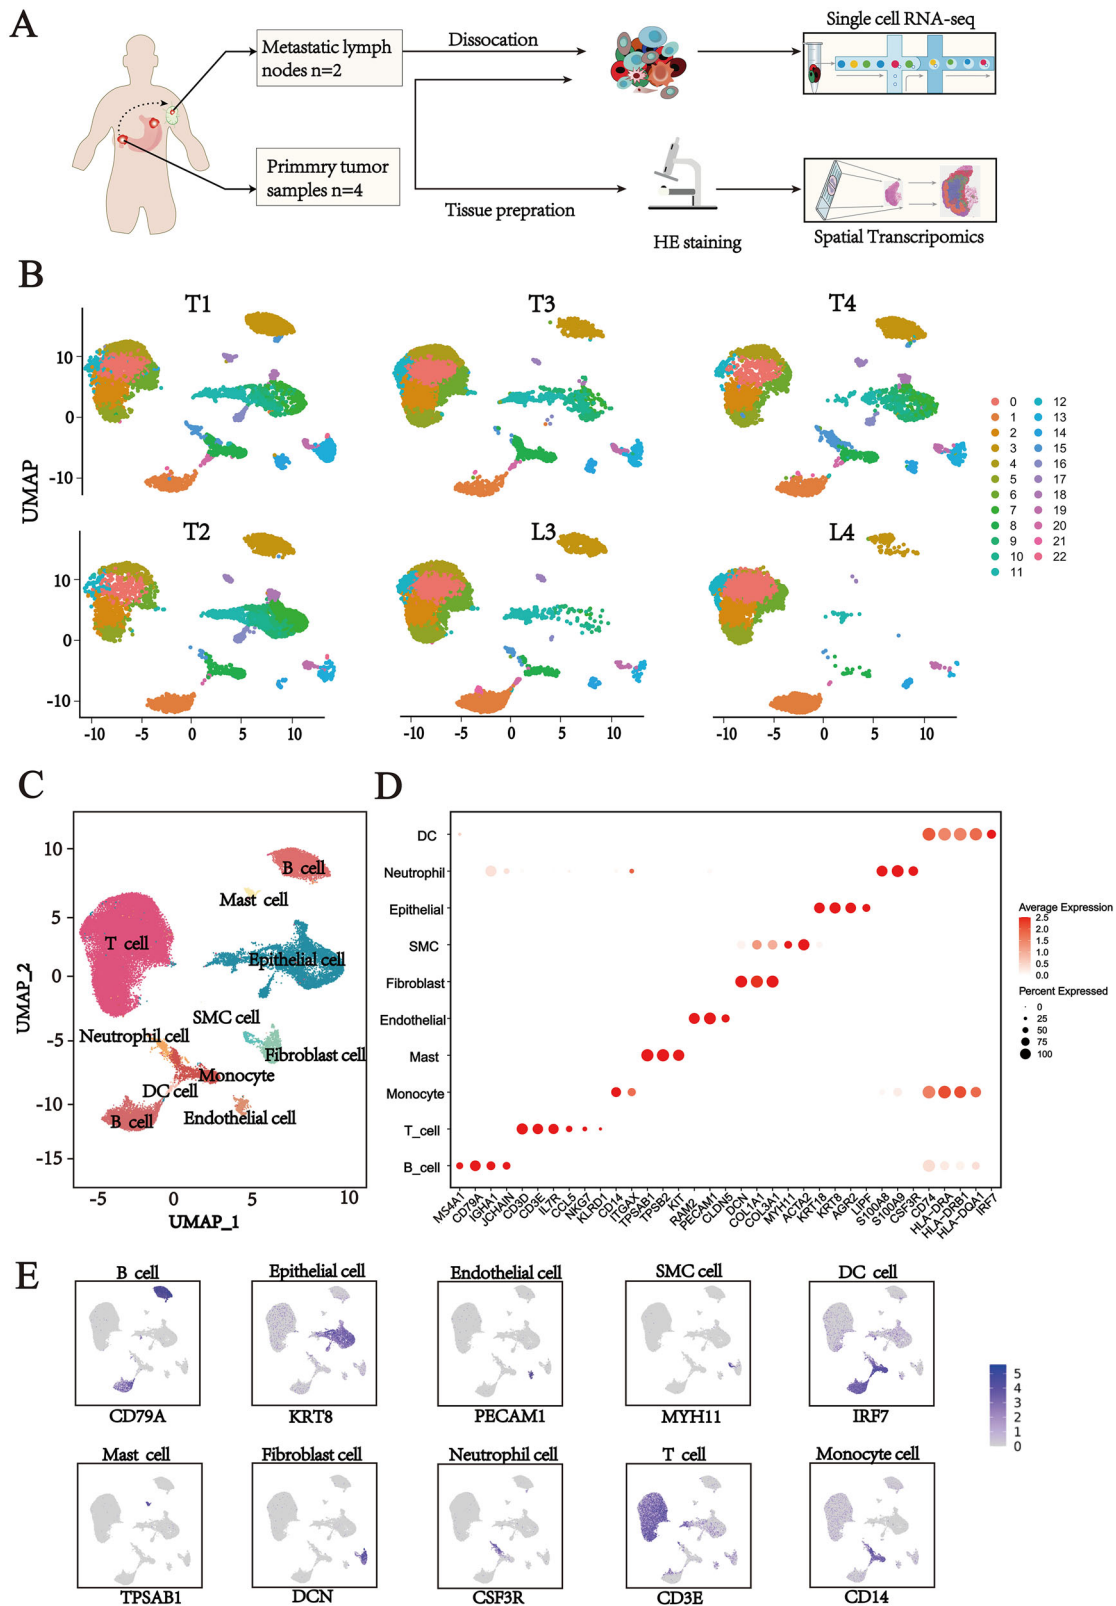 A
Metastatic lymph
nodes n=2
Dissocation
Single cell RNA-seq
Primmry tumor
samples n=4
Tissue prepration
HE staining
Spatial Transcripomics
B
T1
T3
T4
10
0
-10
UMAP
T2
L3
L4
10
0
-10
-10 -5 0 5 10
-10 -5 0 5 10
-10 -5 0 5 10
0 12
1 13
2 14
3 15
4 16
5 17
6 18
7 19
8 20
9 21
10 22
11
C
10
5
0
-5
-10
-15
UMAP_2
B cell
Mast cell
T cell
Epithelial cell
SMC cell
Neutrophil cell
Fibroblast cell
Monocyte
DC cell
B cell
Endothelial cell
-5 0 5 10
UMAP_1
D
DC
Neutrophil
Epithelial
SMC
Fibroblast
Endothelial
Mast
Monocyte
T_cell
B_cell
MS4A1
CD79A
IGHA1
JCHAIN
CD3D
CD3E
IL7R
CCL5
NKG7
KLRD1
CD14
ITGAX
TPSAB1
TPSB2
KIT
RAM2
PECAM1
CLDN5
DCN
COL1A1
COL3A1
MYH11
ACTA2
KRT18
KRT8
AGR2
LIPF
S100A8
S100A9
CSF3R
CD74
HLA-DRA
HLA-DRB1
HLA-DQA1
IRF7
Average Expression
2.5
2.0
1.5
1.0
0.5
0.0
Percent Expressed
0
25
50
75
100
E
B cell
Epithelial cell
Endothelial cell
SMC cell
DC cell
CD79A
KRT8
PECAM1
MYH11
IRF7
Mast cell
Fibroblast cell
Neutrophil cell
T cell
Monocyte cell
TPSAB1
DCN
CSF3R
CD3E
CD14
5
4
3
2
1
0